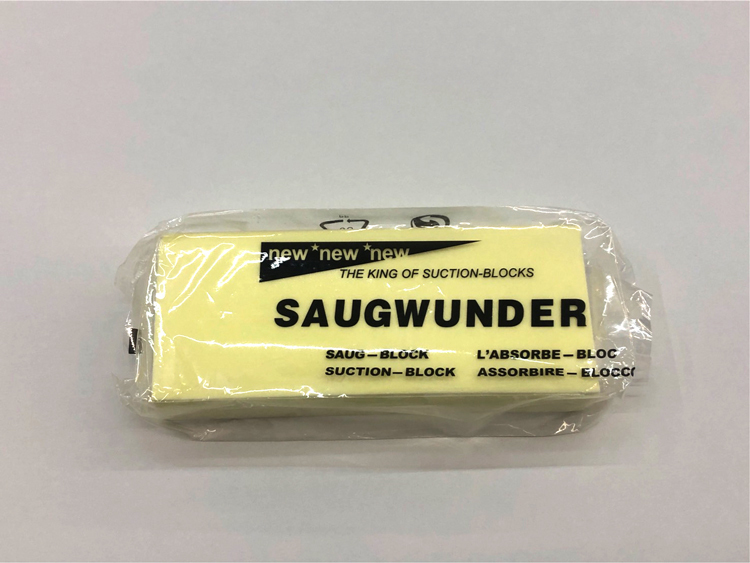 new *new *new
THE KING OF SUCTION-BLOCKS
SAUGWUNDER
SAUG–BLOCK L'ABSORBE–BLOC
SUCTION–BLOCK ASSORBIRE–BLOCCO